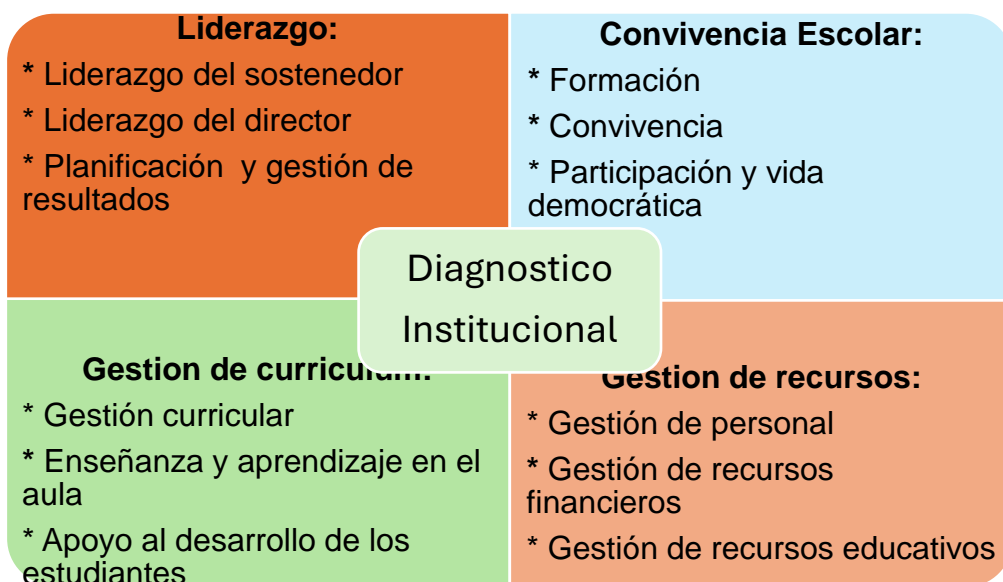 Liderazgo:
* Liderazgo del sostenedor
* Liderazgo del director
* Planificación y gestión de
resultados
Convivencia Escolar:
* Formación
* Convivencia
* Participación y vida
democrática
Diagnostico
Institucional
Gestion de curriculum:
* Gestión curricular
* Enseñanza y aprendizaje en el
aula
* Apoyo al desarrollo de los
estudiantes
Gestion de recursos:
* Gestión de personal
* Gestión de recursos
financieros
* Gestión de recursos educativos